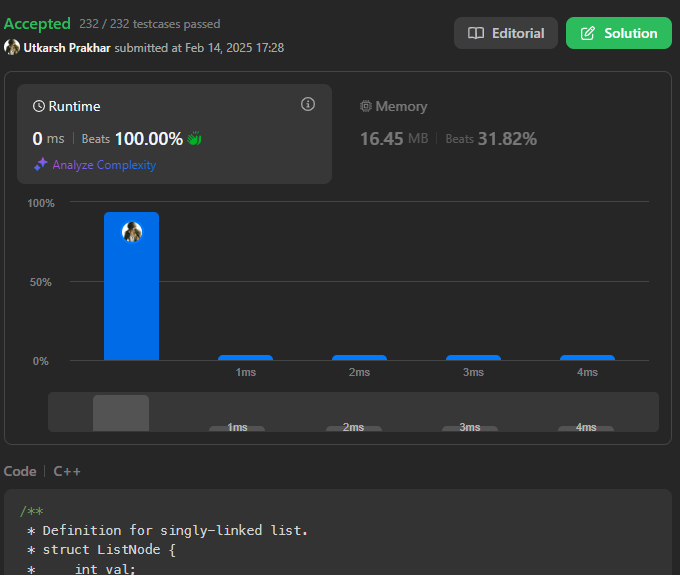 Accepted 232 / 232 testcases passed
Editorial
Solution
Utkarsh Prakhar submitted at Feb 14, 2025 17:28
Runtime
0 ms | Beats 100.00%
Analyze Complexity
Memory
16.45 MB | Beats 31.82%
100%
50%
0%
1ms 2ms 3ms 4ms
1ms 2ms 3ms 4ms
Code | C++
/**
* Definition for singly-linked list.
* struct ListNode {
*     int val;